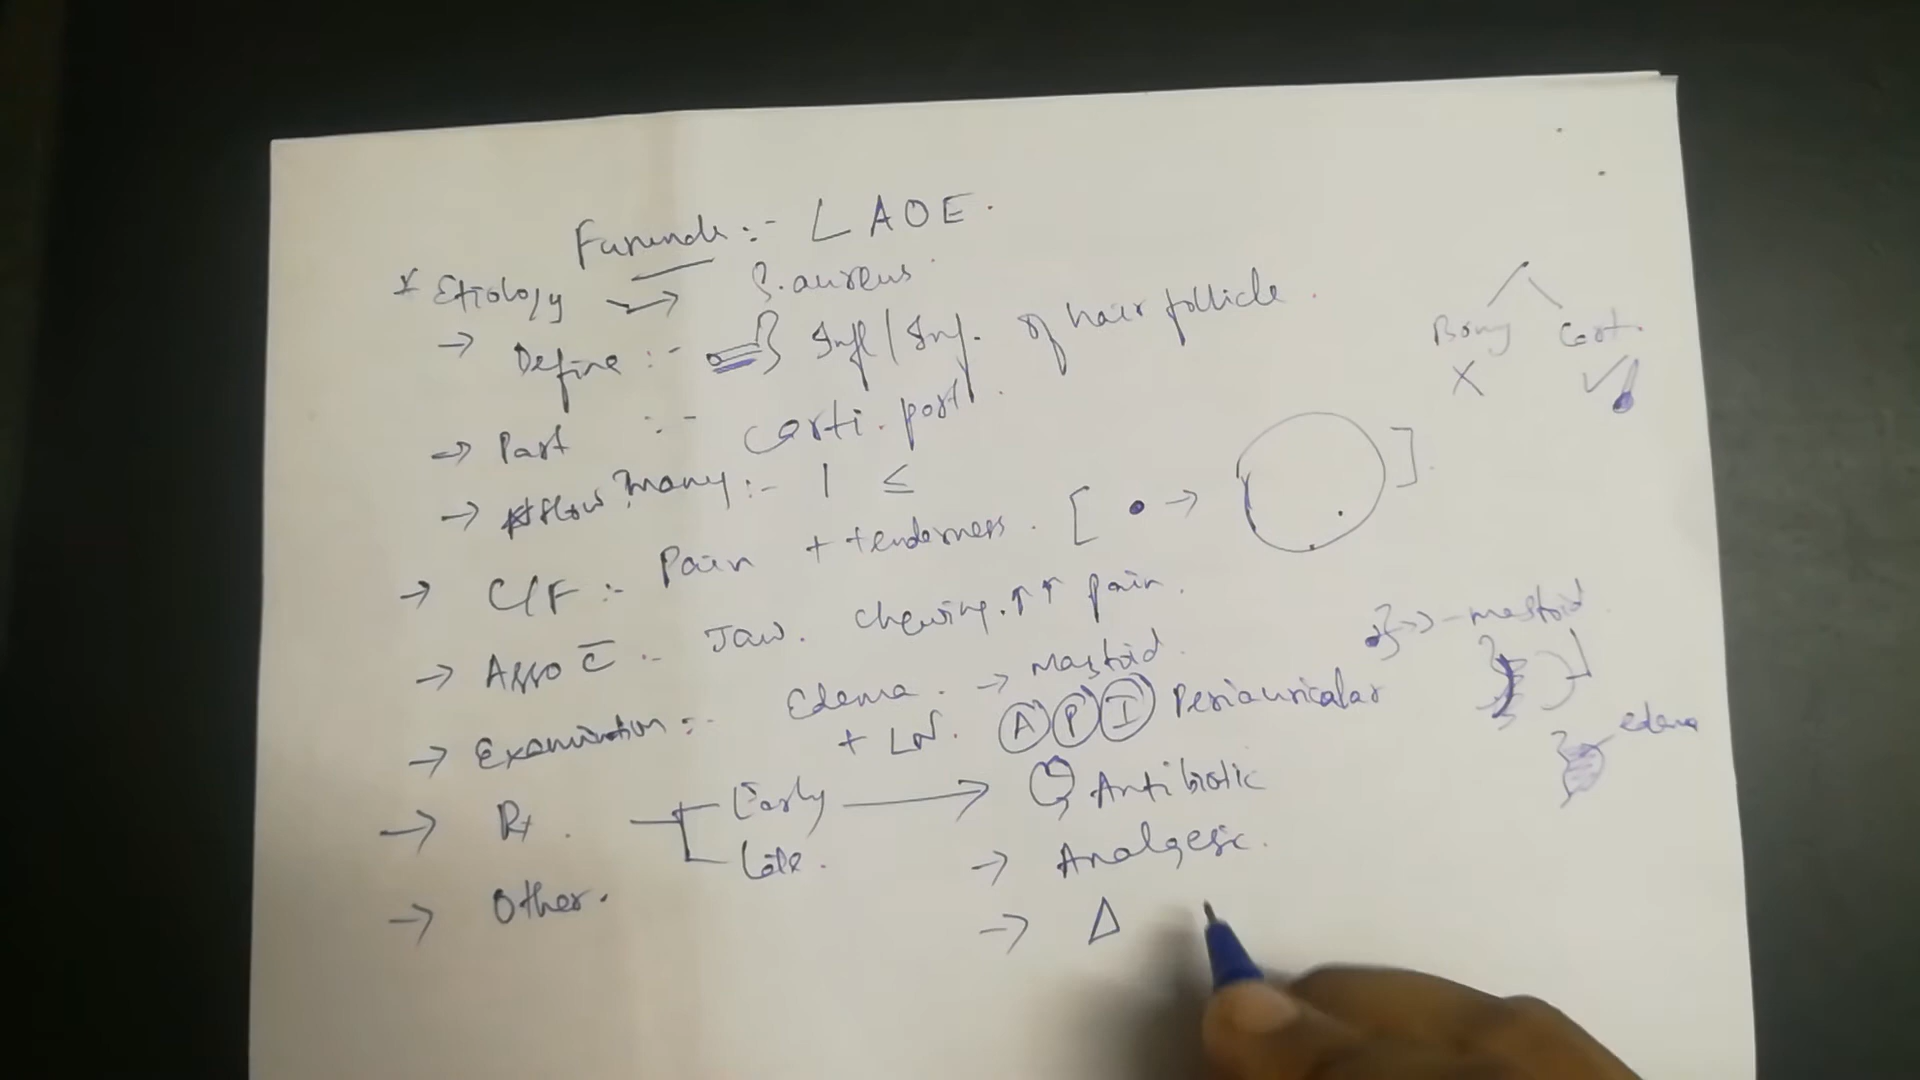 Furuncle :- LAOE.
* Etiology → S. aureus
→ Define :- Infl/Inf. of hair follicle.
Bony Cart.
→ Part :- Carti. part.
→ How many :- 1 ≤
→ C/F :- Pain + tenderness.
→ Asso c̄ :- Jaw. chewing. ↑↑ pain.
→ Examination :- Edema. → Mastoid.
+ LN. A P I Periauricular
- mastoid
edema
→ Rx. Early → Antibiotic
Late. → Analgesic.
→ Other. → Δ